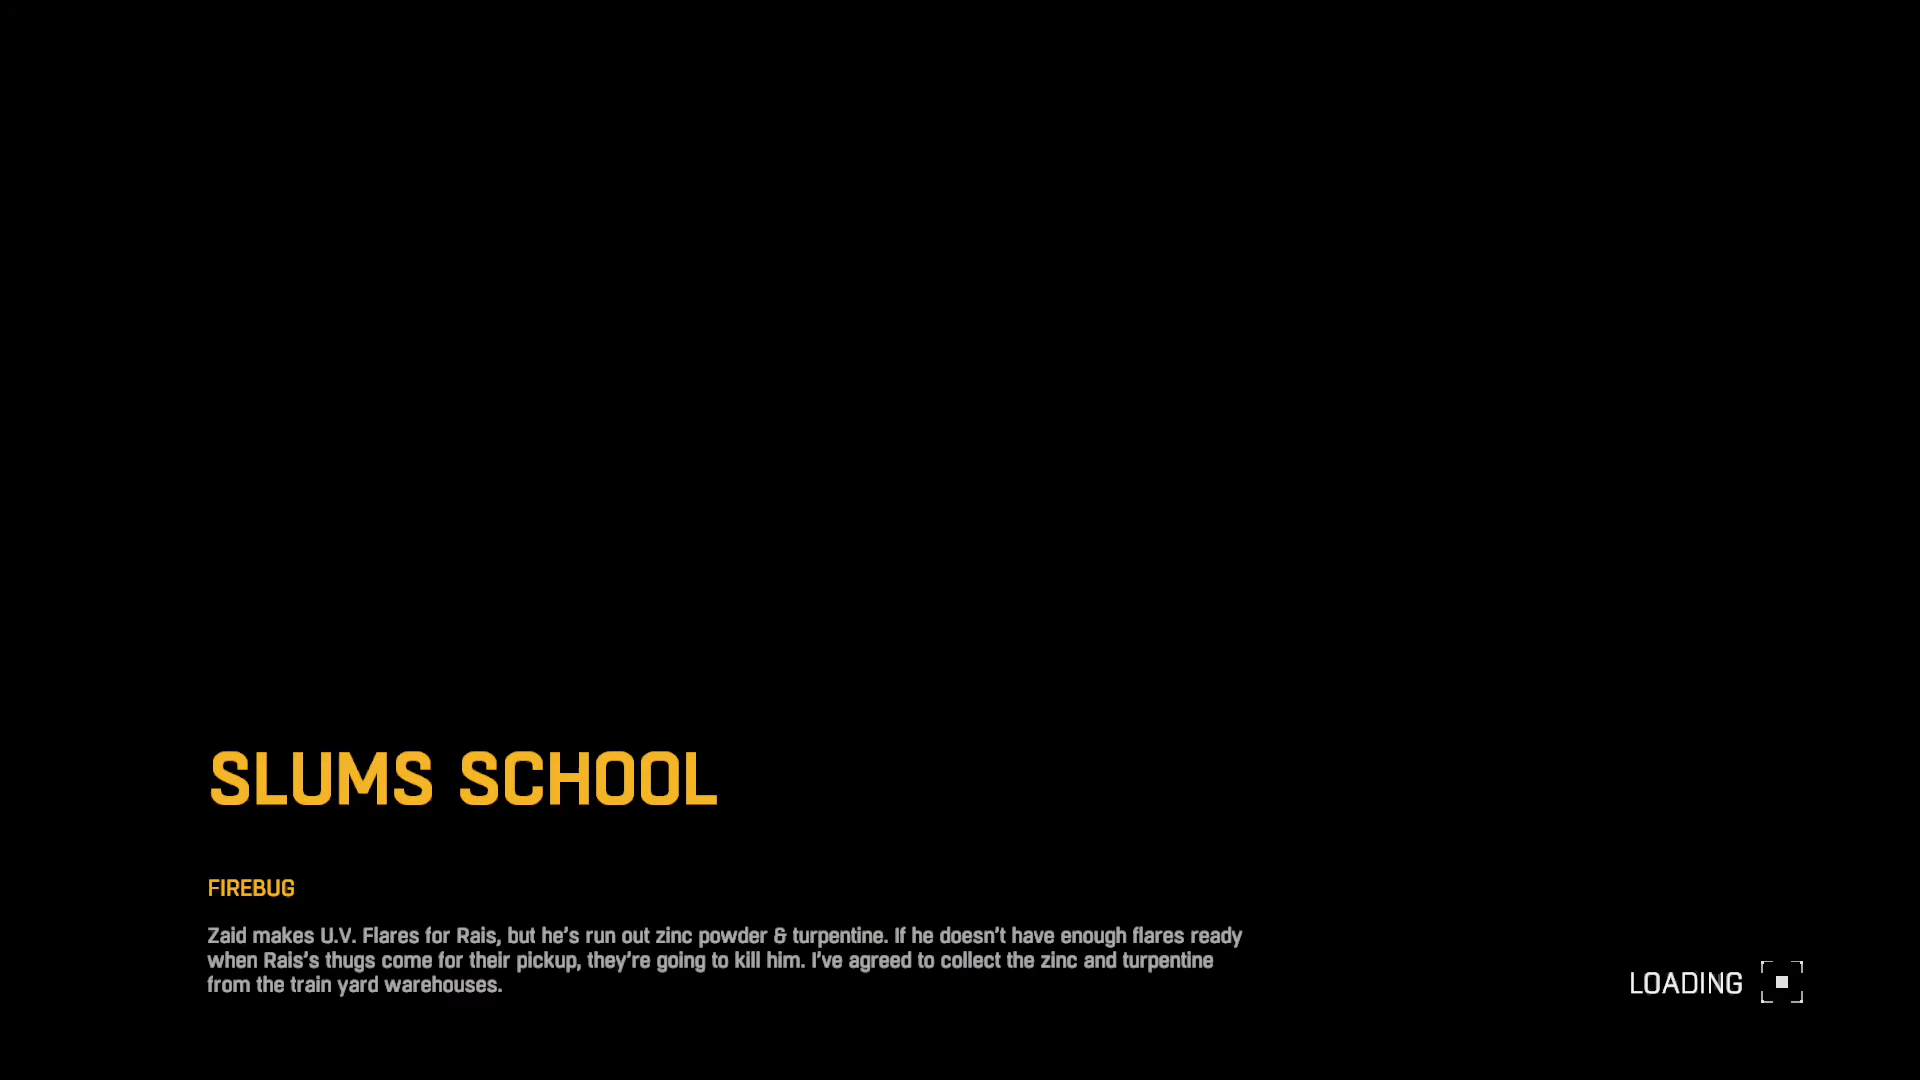 SLUMS SCHOOL
FIREBUG
Zaid makes U.V. Flares for Rais, but he's run out zinc powder & turpentine. If he doesn't have enough flares ready
when Rais's thugs come for their pickup, they're going to kill him. I've agreed to collect the zinc and turpentine
from the train yard warehouses.
LOADING